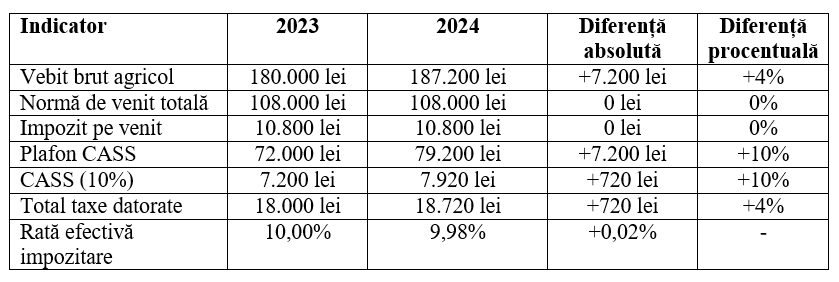 Indicator 2023 2024 Diferență absolută Diferență procentuală
Vebit brut agricol 180.000 lei 187.200 lei +7.200 lei +4%
Normă de venit totală 108.000 lei 108.000 lei 0 lei 0%
Impozit pe venit 10.800 lei 10.800 lei 0 lei 0%
Plafon CASS 72.000 lei 79.200 lei +7.200 lei +10%
CASS (10%) 7.200 lei 7.920 lei +720 lei +10%
Total taxe datorate 18.000 lei 18.720 lei +720 lei +4%
Rată efectivă impozitare 10,00% 9,98% +0,02% -